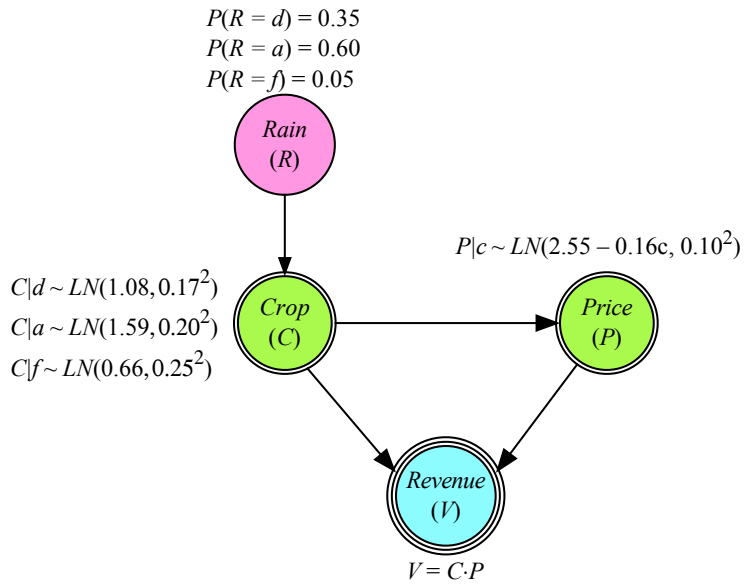 P(R = d) = 0.35
P(R = a) = 0.60
P(R = f) = 0.05
Rain
(R)
P|c ~ LN(2.55 – 0.16c, 0.10²)
C|d ~ LN(1.08, 0.17²)
C|a ~ LN(1.59, 0.20²)
C|f ~ LN(0.66, 0.25²)
Crop
(C)
Price
(P)
Revenue
(V)
V = C·P